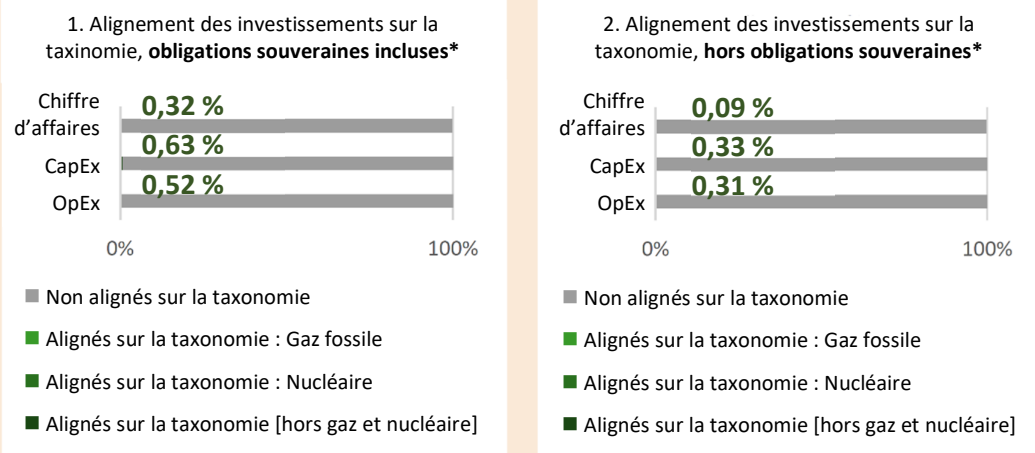 1. Alignement des investissements sur la
taxinomie, obligations souveraines incluses*
Chiffre
d'affaires
0,32 %
CapEx
0,63 %
OpEx
0,52 %
0%
100%
Non alignés sur la taxonomie
Alignés sur la taxonomie : Gaz fossile
Alignés sur la taxonomie : Nucléaire
Alignés sur la taxonomie [hors gaz et nucléaire]
2. Alignement des investissements sur la
taxonomie, hors obligations souveraines*
Chiffre
d'affaires
0,09 %
CapEx
0,33 %
OpEx
0,31 %
0%
100%
Non alignés sur la taxonomie
Alignés sur la taxonomie : Gaz fossile
Alignés sur la taxonomie : Nucléaire
Alignés sur la taxonomie [hors gaz et nucléaire]